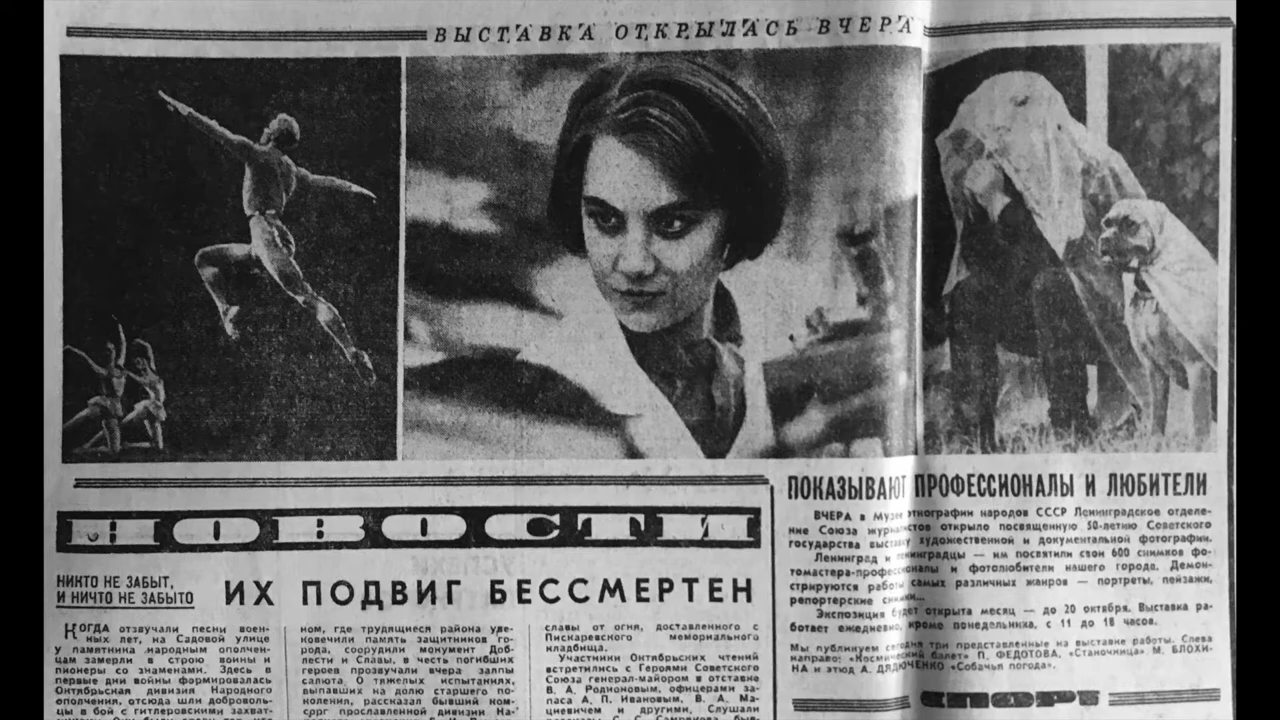 ВЫСТАВКА ОТКРЫЛАСЬ ВЧЕРА
ПОКАЗЫВАЮТ ПРОФЕССИОНАЛЫ И ЛЮБИТЕЛИ
ВЧЕРА в Музее этнографии народов СССР Ленинградское отделе-
ние Союза журналистов открыло посвященную 50-летию Советского
государства выставку художественной и документальной фотографии.
Ленинград и ленинградцы — им посвятили свои 600 снимков фо-
томастера-профессионалы и фотолюбители нашего города. Демон-
стрируются работы самых различных жанров — портреты, пейзажи,
репортерские снимки...
Экспозиция будет открыта месяц — до 20 октября. Выставка ра-
ботает ежедневно, кроме понедельника, с 11 до 18 часов.
Мы публикуем сегодня три представленные на выставке работы. Слева
направо: «Космический балет» П. ФЕДОТОВА, «Станочница» М. БЛОХИ-
НА и этюд А. ДЯДЮЧЕНКО «Собачья погода».
СПОРТ
НОВОСТИ
НИКТО НЕ ЗАБЫТ,
И НИЧТО НЕ ЗАБЫТО
ИХ ПОДВИГ БЕССМЕРТЕН
КОГДА отзвучали песни воен-
ных лет, на Садовой улице
у памятника народным ополчен-
цам замерли в строю воины и
пионеры со знаменами. Здесь в
первые дни войны формировалась
Октябрьская дивизия Народного
ополчения, отсюда шли доброволь-
цы в бой с гитлеровскими захват-
ном, где трудящиеся района уве-
ковечили память защитников го-
рода, соорудили монумент Доб-
лести и Славы, в честь погибших
героев прозвучали вчера залпы
салюта. О тяжелых испытаниях,
выпавших на долю старшего по-
коления, рассказал бывший ком-
сорг прославленной дивизии На-
славы от огня, доставленного с
Пискаревского мемориального
кладбища.
Участники Октябрьских чтений
встретились с Героями Советского
Союза генерал-майором в отставке
В. А. Родионовым, офицерами за-
паса А. П. Ивановым, В. А. Ма-
циевичем и другими, Слушали